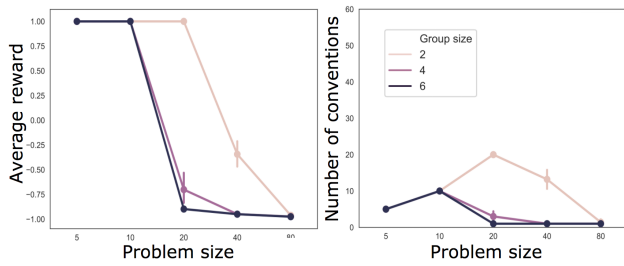 Average reward
1.00
0.75
0.50
0.25
0.00
−0.25
−0.50
−0.75
−1.00
5 10 20 40 80
Problem size
Number of conventions
60
50
40
30
20
10
0
Group size
2
4
6
5 10 20 40 80
Problem size